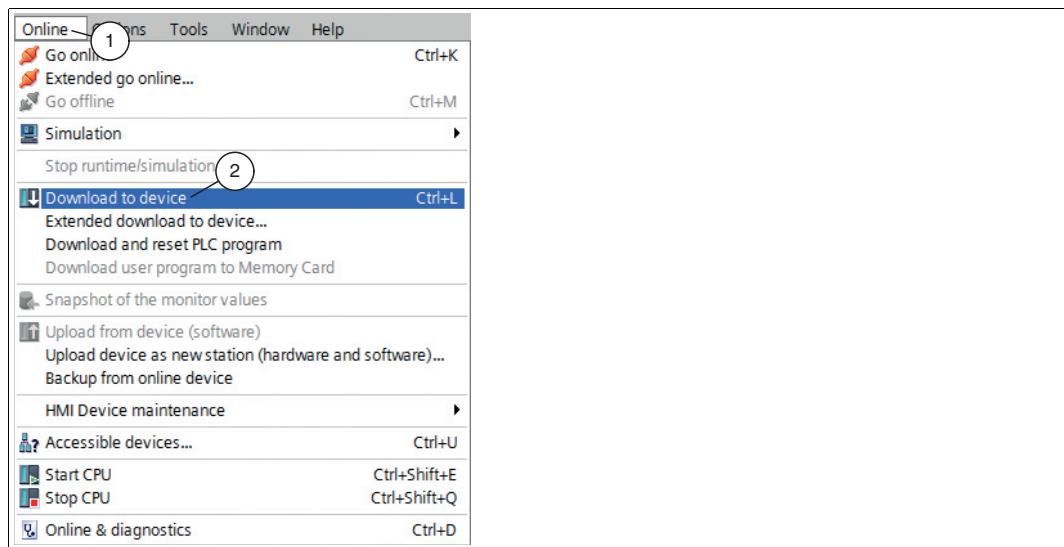 Online 1 ons Tools Window Help
Go onli Ctrl+K
Extended go online...
Go offline Ctrl+M
Simulation
Stop runtime/simulation 2
Download to device Ctrl+L
Extended download to device...
Download and reset PLC program
Download user program to Memory Card
Snapshot of the monitor values
Upload from device (software)
Upload device as new station (hardware and software)...
Backup from online device
HMI Device maintenance
Accessible devices... Ctrl+U
Start CPU Ctrl+Shift+E
Stop CPU Ctrl+Shift+Q
Online & diagnostics Ctrl+D